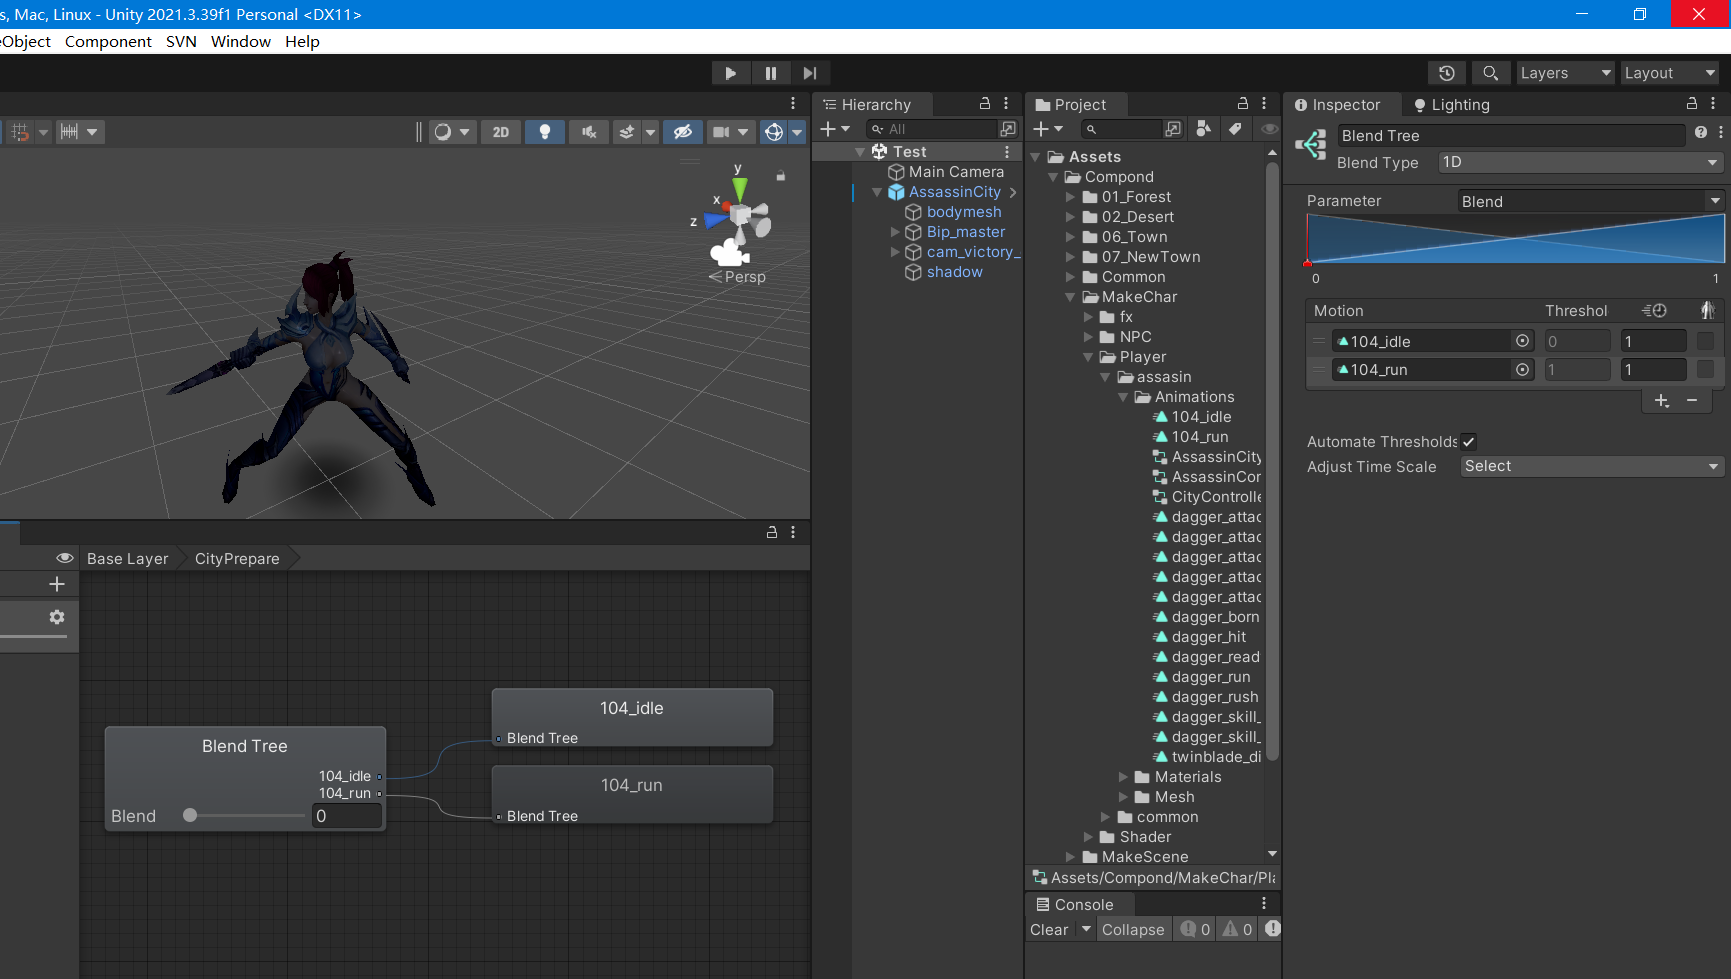 s, Mac, Linux - Unity 2021.3.39f1 Personal <DX11>
eObject Component SVN Window Help
Layers Layout
2D
y
x
z
Persp
Base Layer CityPrepare
Blend Tree
104_idle
104_run
Blend 0
104_idle
Blend Tree
104_run
Blend Tree
Hierarchy
All
Test
Main Camera
AssassinCity
bodymesh
Bip_master
cam_victory_
shadow
Project
Assets
Compond
01_Forest
02_Desert
06_Town
07_NewTown
Common
MakeChar
fx
NPC
Player
assasin
Animations
104_idle
104_run
AssassinCity
AssassinCor
CityControlle
dagger_attac
dagger_attac
dagger_attac
dagger_attac
dagger_attac
dagger_born
dagger_hit
dagger_read
dagger_run
dagger_rush
dagger_skill_
dagger_skill_
twinblade_di
Materials
Mesh
common
Shader
MakeScene
Assets/Compond/MakeChar/Pla
Console
Clear Collapse 0 0
Inspector Lighting
Blend Tree
Blend Type 1D
Parameter Blend
0 1
Motion Threshol
104_idle 0 1
104_run 1 1
Automate Thresholds
Adjust Time Scale Select